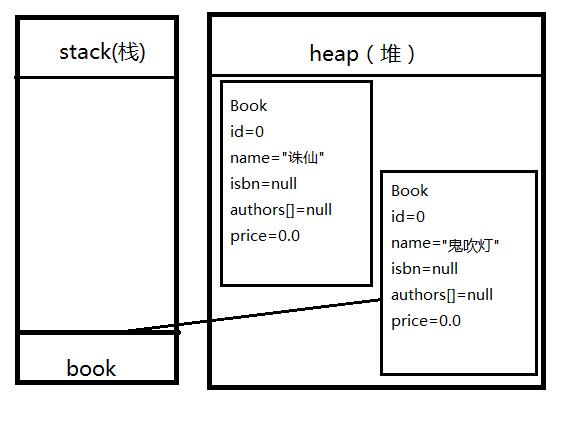 stack(栈)
heap（堆）
Book
id=0
name="诛仙"
isbn=null
authors[]=null
price=0.0
Book
id=0
name="鬼吹灯"
isbn=null
authors[]=null
price=0.0
book